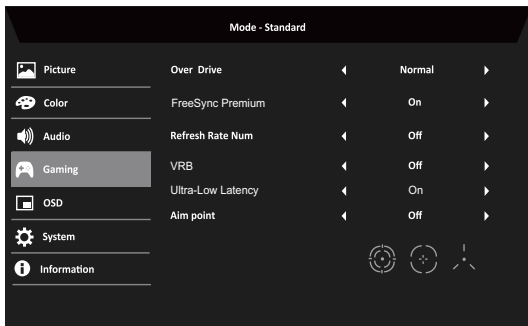 Mode - Standard
Picture
Over Drive Normal
Color
FreeSync Premium On
Audio
Refresh Rate Num Off
Gaming
VRB Off
Ultra-Low Latency On
OSD
Aim point Off
System
Information